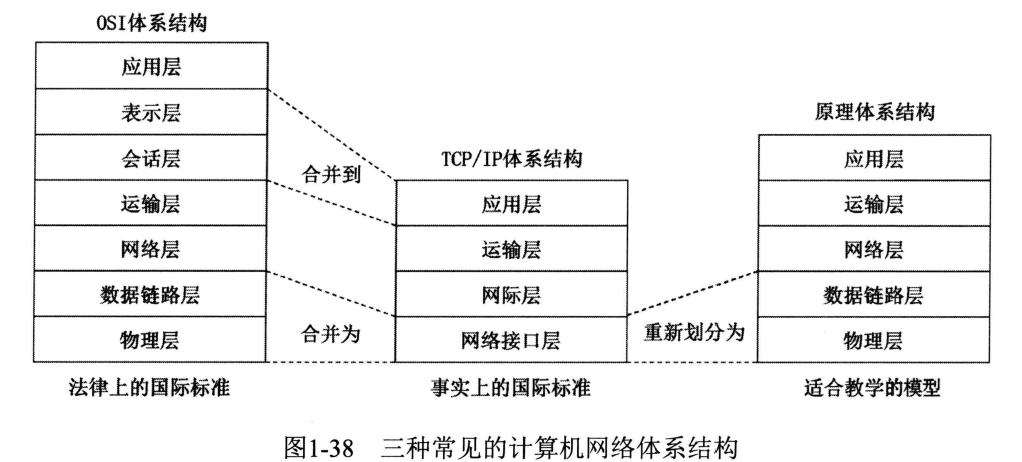 OSI体系结构
应用层
表示层
会话层
运输层
网络层
数据链路层
物理层
法律上的国际标准
合并到
合并为
TCP/IP体系结构
应用层
运输层
网际层
网络接口层
事实上的国际标准
重新划分为
原理体系结构
应用层
运输层
网络层
数据链路层
物理层
适合教学的模型
图1-38 三种常见的计算机网络体系结构